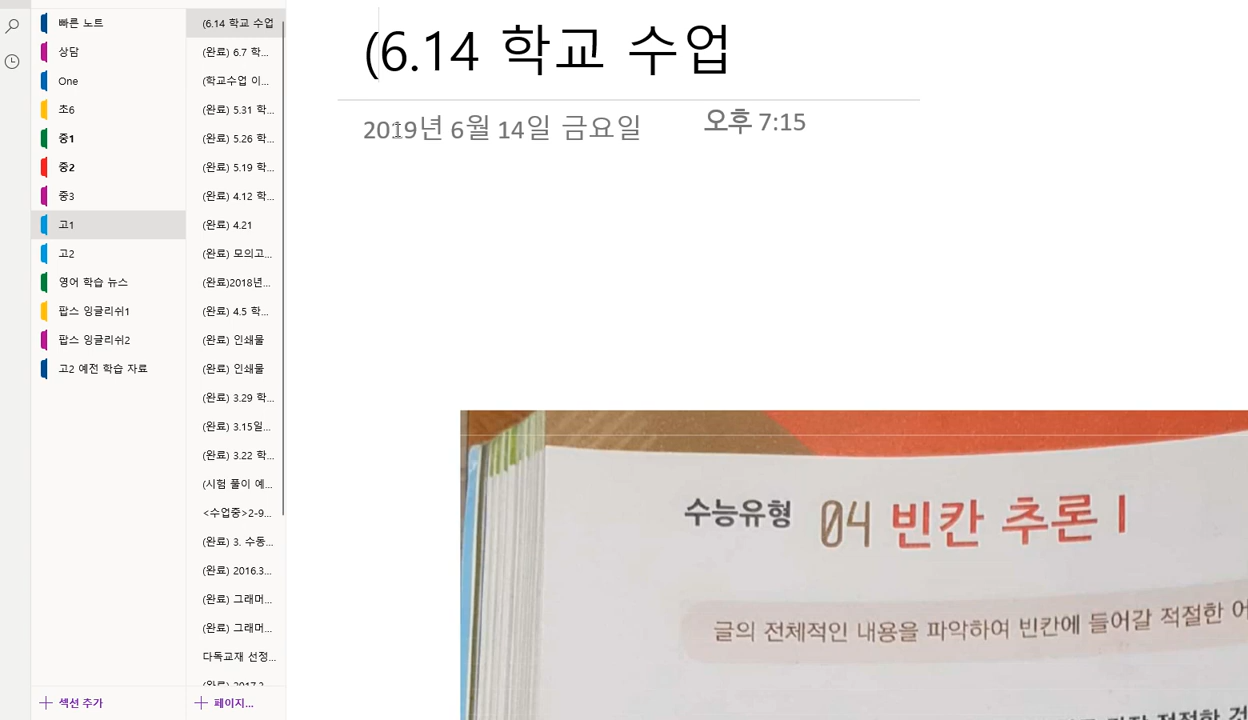 빠른 노트
상담
One
초6
중1
중2
중3
고1
고2
영어 학습 뉴스
팝스 잉글리쉬1
팝스 잉글리쉬2
고2 예전 학습 자료
섹션 추가
(6.14 학교 수업
(완료) 6.7 학...
(학교수업 이...
(완료) 5.31 학...
(완료) 5.26 학...
(완료) 5.19 학...
(완료) 4.12 학...
(완료) 4.21
(완료) 모의고...
(완료)2018년...
(완료) 4.5 학...
(완료) 인쇄물
(완료) 인쇄물
(완료) 3.29 학...
(완료) 3.15일...
(완료) 3.22 학...
(시험 풀이 예...
<수업중>2-9...
(완료) 3. 수동...
(완료) 2016.3...
(완료) 그래머...
(완료) 그래머...
다독교재 선정...
(완료) 2017.3...
페이지...
(6.14 학교 수업
2019년 6월 14일 금요일 오후 7:15
수능유형 04 빈칸 추론 I
글의 전체적인 내용을 파악하여 빈칸에 들어갈 적절한 어
적절한 것